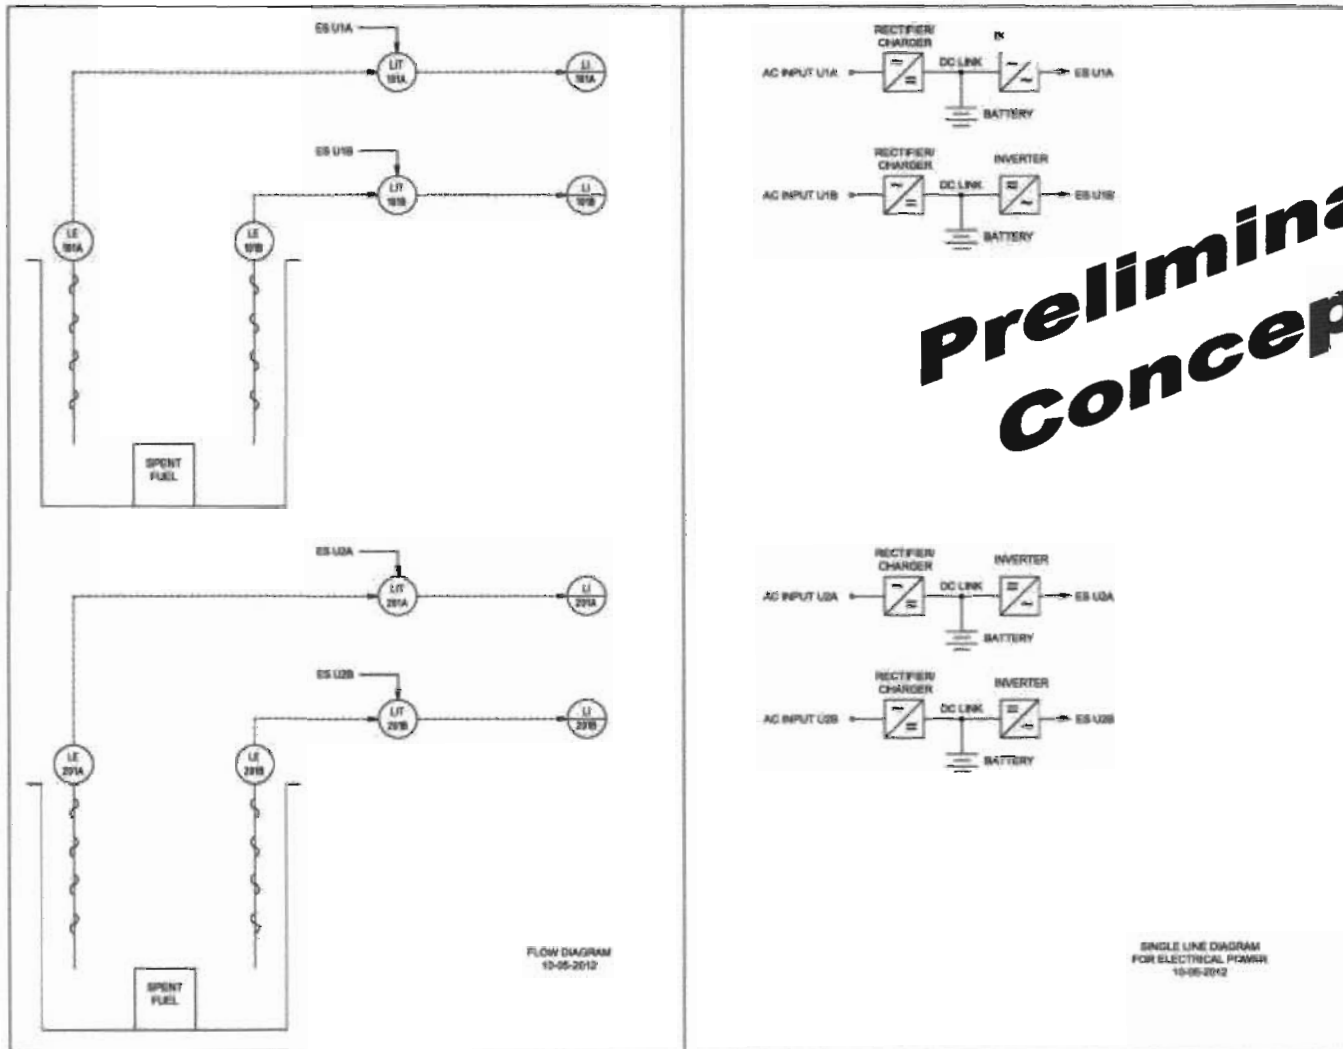 ES U1A
LIT
101A
LI
101A
ES U1B
LIT
101B
LI
101B
LE
101A
LE
101B
SPENT
FUEL
ES U2A
LIT
201A
LI
201A
ES U2B
LIT
201B
LI
201B
LE
201A
LE
201B
SPENT
FUEL
FLOW DIAGRAM
10-05-2012
RECTIFIER/
CHARGER
AC INPUT U1A
DC LINK
ES U1A
BATTERY
RECTIFIER/
CHARGER
INVERTER
AC INPUT U1B
DC LINK
ES U1B
BATTERY
Prelimina
Concep
RECTIFIER/
CHARGER
INVERTER
AC INPUT U2A
DC LINK
ES U2A
BATTERY
RECTIFIER/
CHARGER
INVERTER
AC INPUT U2B
DC LINK
ES U2B
BATTERY
SINGLE LINE DIAGRAM
FOR ELECTRICAL POWER
10-05-2012